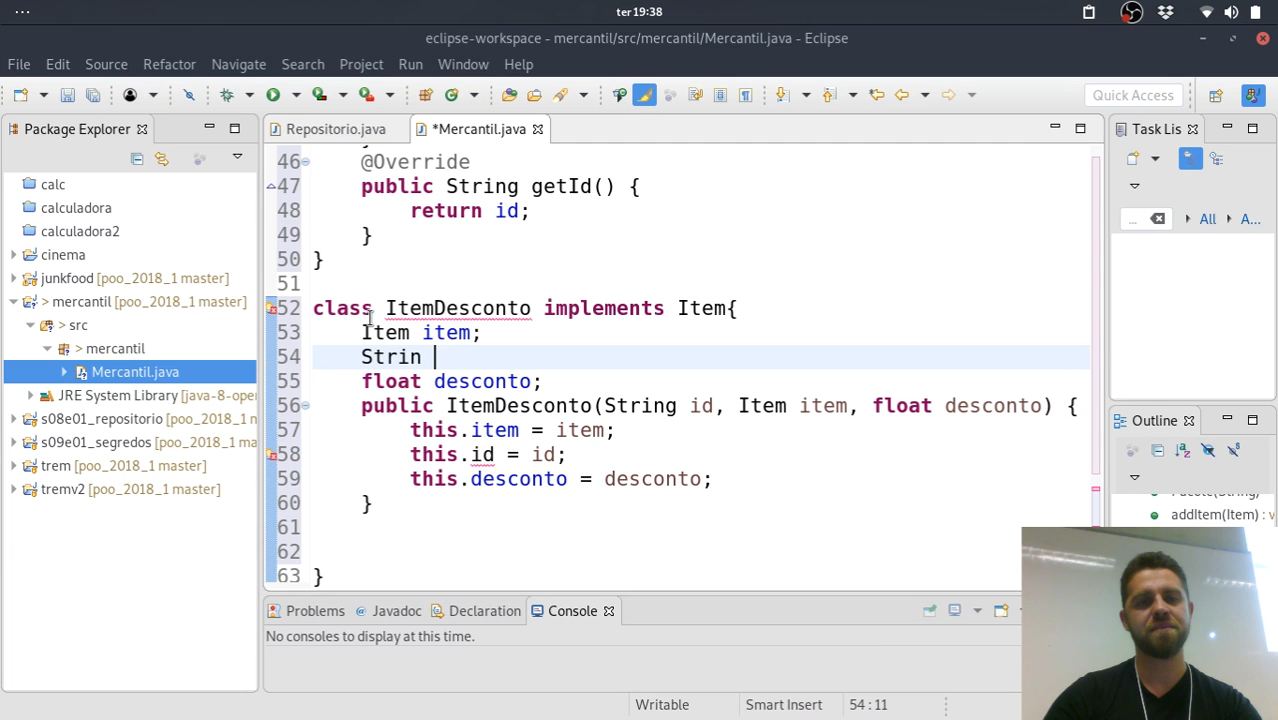 ter 19:38
eclipse-workspace - mercantil/src/mercantil/Mercantil.java - Eclipse
File Edit Source Refactor Navigate Search Project Run Window Help
Quick Access
Package Explorer
Repositorio.java
*Mercantil.java
Task Lis
calc
calculadora
calculadora2
cinema
junkfood [poo_2018_1 master]
> mercantil [poo_2018_1 master]
> src
> mercantil
Mercantil.java
JRE System Library [java-8-ope
s08e01_repositorio [poo_2018_1
s09e01_segredos [poo_2018_1 m
trem [poo_2018_1 master]
tremv2 [poo_2018_1 master]
46 @Override
47 public String getId() {
48 return id;
49 }
50 }
51
52 class ItemDesconto implements Item{
53 Item item;
54 Strin
55 float desconto;
56 public ItemDesconto(String id, Item item, float desconto) {
57 this.item = item;
58 this.id = id;
59 this.desconto = desconto;
60 }
61
62
63 }
... All A...
Outline
addItem(Item) : v
Problems Javadoc Declaration Console
No consoles to display at this time.
Writable Smart Insert 54 : 11